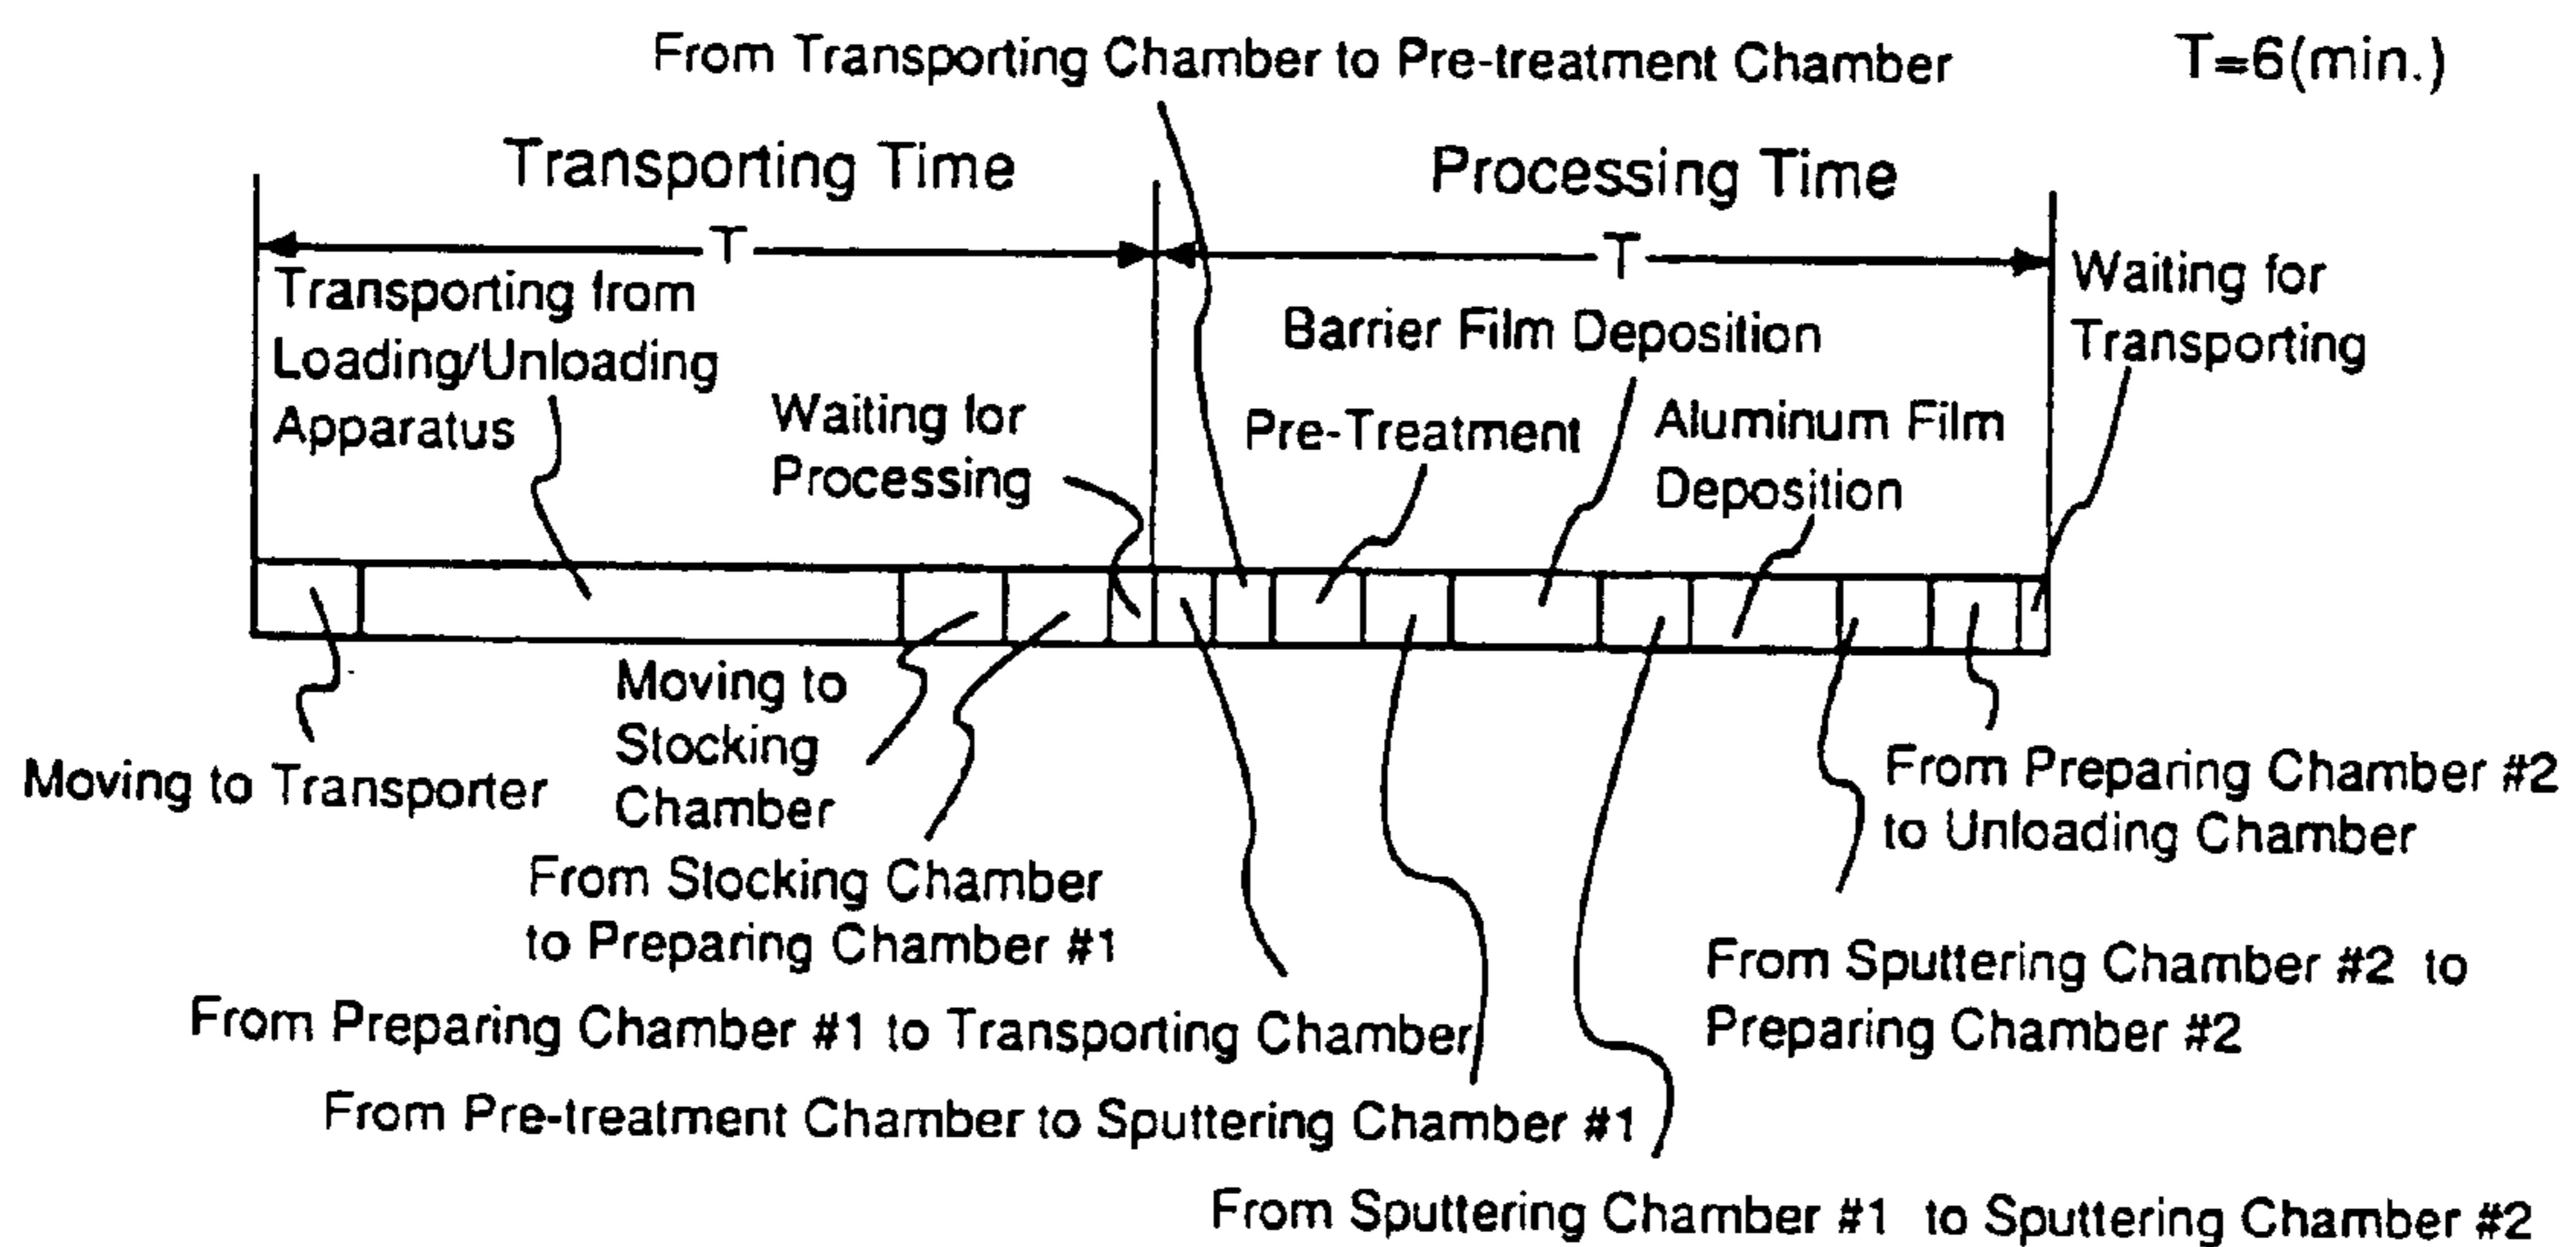 From Transporting Chamber to Pre-treatment Chamber
T=6(min.)
Transporting Time
Processing Time
T
T
Transporting from
Loading/Unloading
Apparatus
Waiting for
Processing
Barrier Film Deposition
Pre-Treatment
Aluminum Film
Deposition
Waiting for
Transporting
Moving to Transporter
Moving to
Stocking
Chamber
From Stocking Chamber
to Preparing Chamber #1
From Preparing Chamber #1 to Transporting Chamber
From Pre-treatment Chamber to Sputtering Chamber #1
From Sputtering Chamber #1 to Sputtering Chamber #2
From Sputtering Chamber #2 to
Preparing Chamber #2
From Preparing Chamber #2
to Unloading Chamber